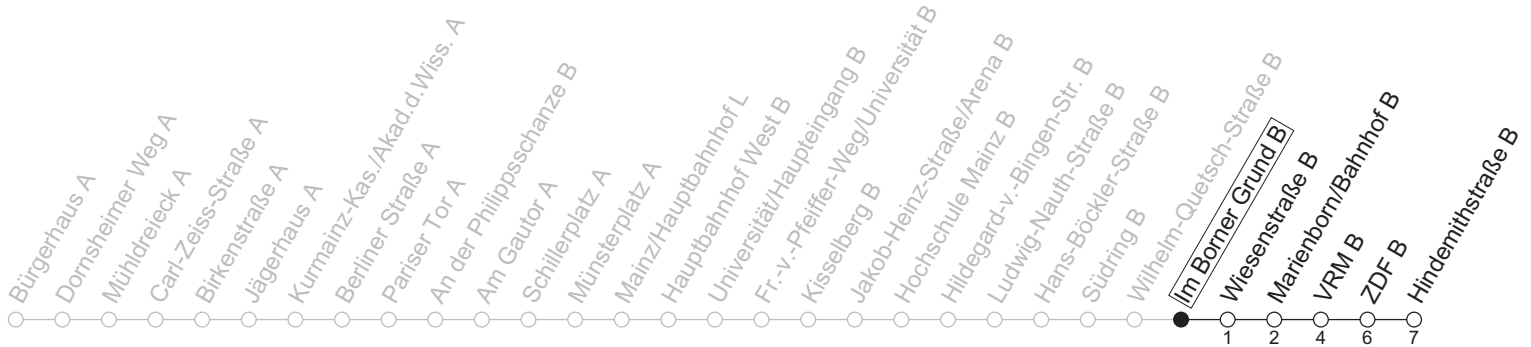 Bürgerhaus A
Dornsheimer Weg A
Mühldreieck A
Carl-Zeiss-Straße A
Birkenstraße A
Jägerhaus A
Kurmainz-Kas./Akad.d.Wiss. A
Berliner Straße A
Pariser Tor A
An der Philippsschanze B
Am Gautor A
Schillerplatz A
Münsterplatz A
Mainz/Hauptbahnhof L
Hauptbahnhof West B
Universität/Haupteingang B
Fr.-v.-Pfeiffer-Weg/Universität B
Kisselberg B
Jakob-Heinz-Straße/Arena B
Hochschule Mainz B
Hildegard-v.-Bingen-Str. B
Ludwig-Nauth-Straße B
Hans-Böckler-Straße B
Südring B
Wilhelm-Quetsch-Straße B
Im Borner Grund B
Wiesenstraße B
Marienborn/Bahnhof B
VRM B
ZDF B
Hindemithstraße B
1 2 4 6 7